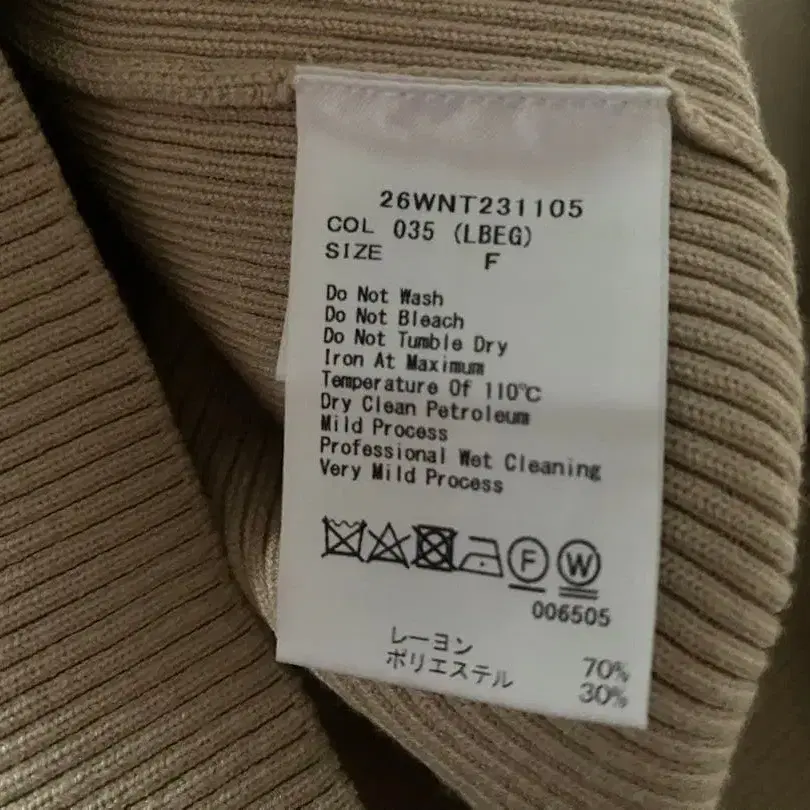 26WNT231105
COL 035 (LBEG)
SIZE F
Do Not Wash
Do Not Bleach
Do Not Tumble Dry
Iron At Maximum
Temperature Of 110℃
Dry Clean Petroleum
Mild Process
Professional Wet Cleaning
Very Mild Process
F W
006505
レーヨン 70%
ポリエステル 30%